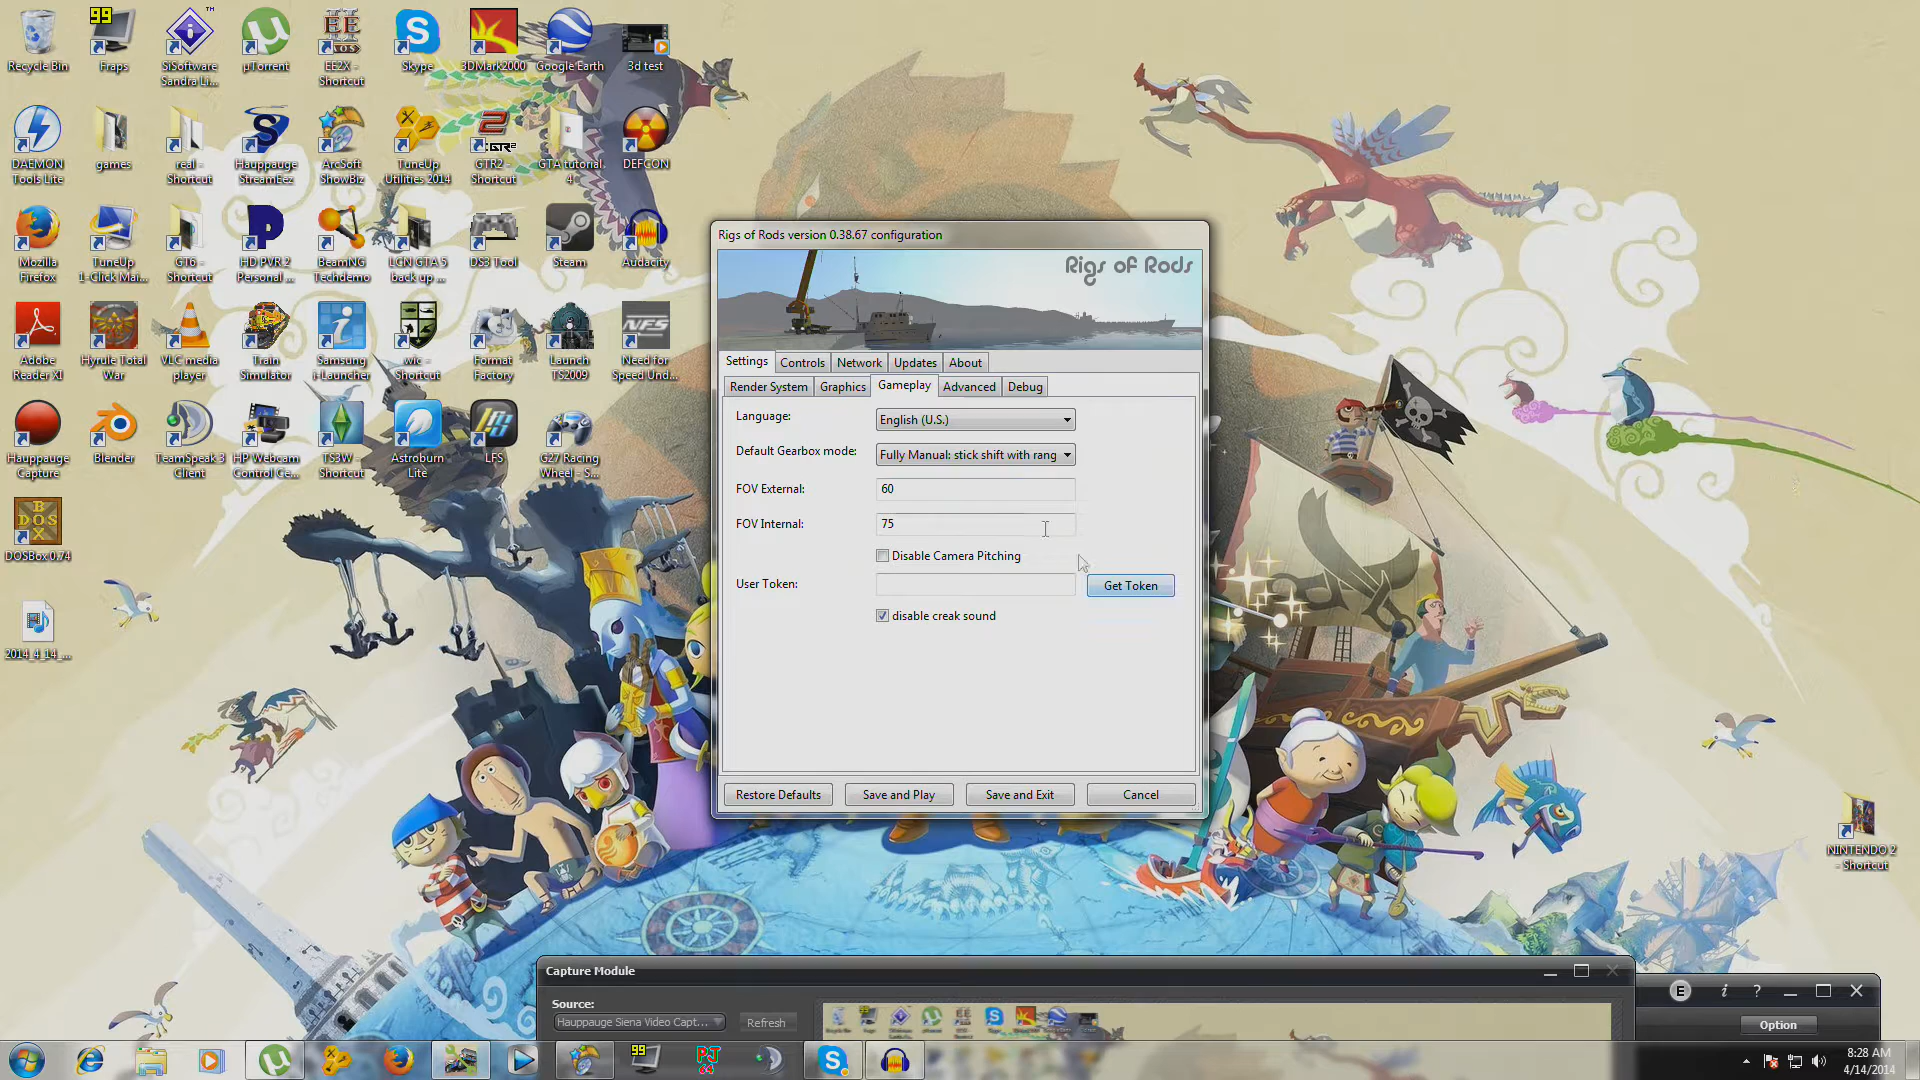 Recycle Bin
Fraps
SiSoftware
Sandra Li...
µTorrent
EE2X -
Shortcut
Skype
3DMark2000
Google Earth
3d test
DAEMON
Tools Lite
games
real -
Shortcut
Hauppauge
StreamEez
ArcSoft
ShowBiz
TuneUp
Utilities 2014
GTR2 -
Shortcut
GTA tutorial
4
DEFCON
Mozilla
Firefox
TuneUp
1-Click Mai...
GT6 -
Shortcut
HD PVR 2
Personal ...
BeamNG
Techdemo
LCN GTA 5
back up ...
DS3 Tool
Steam
Audacity
Adobe
Reader XI
Hyrule Total
War
VLC media
player
Train
Simulator
Samsung
i-Launcher
wic -
Shortcut
Format
Factory
Launch
TS2009
Need for
Speed Und...
Hauppauge
Capture
Blender
TeamSpeak 3
Client
HP Webcam
Control Ce...
TS3W -
Shortcut
Astroburn
Lite
LFS
G27 Racing
Wheel - S...
DOSBox 0.74
2014_4_14_...
NINTENDO 2
- Shortcut
Rigs of Rods version 0.38.67 configuration
Rigs of Rods
Settings
Controls
Network
Updates
About
Render System
Graphics
Gameplay
Advanced
Debug
Language:
English (U.S.)
Default Gearbox mode:
Fully Manual: stick shift with rang
FOV External:
60
FOV Internal:
75
Disable Camera Pitching
User Token:
Get Token
disable creak sound
Restore Defaults
Save and Play
Save and Exit
Cancel
Capture Module
Source:
Hauppauge Siena Video Capt...
Refresh
E
i
?
Option
99
PJ
64
8:28 AM
4/14/2014